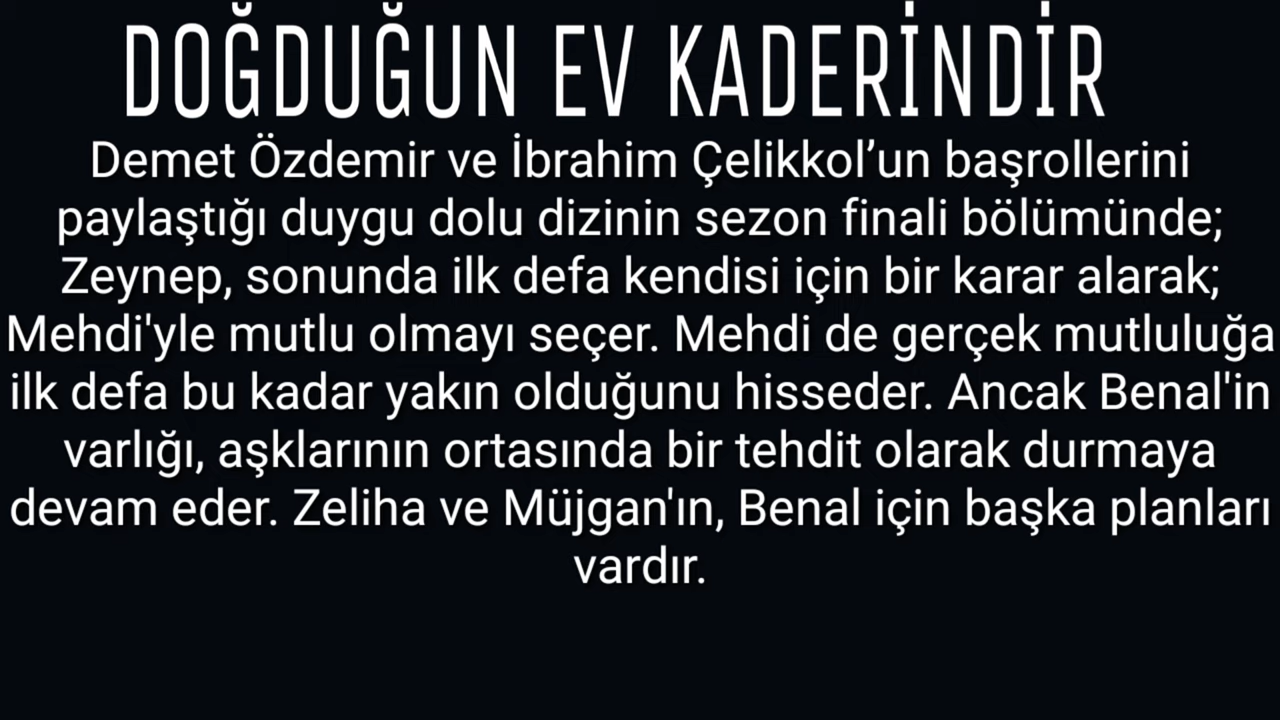 DOĞDUĞUN EV KADERİNDİR
Demet Özdemir ve İbrahim Çelikkol’un başrollerini
paylaştığı duygu dolu dizinin sezon finali bölümünde;
Zeynep, sonunda ilk defa kendisi için bir karar alarak;
Mehdi'yle mutlu olmayı seçer. Mehdi de gerçek mutluluğa
ilk defa bu kadar yakın olduğunu hisseder. Ancak Benal'in
varlığı, aşklarının ortasında bir tehdit olarak durmaya
devam eder. Zeliha ve Müjgan'ın, Benal için başka planları
vardır.